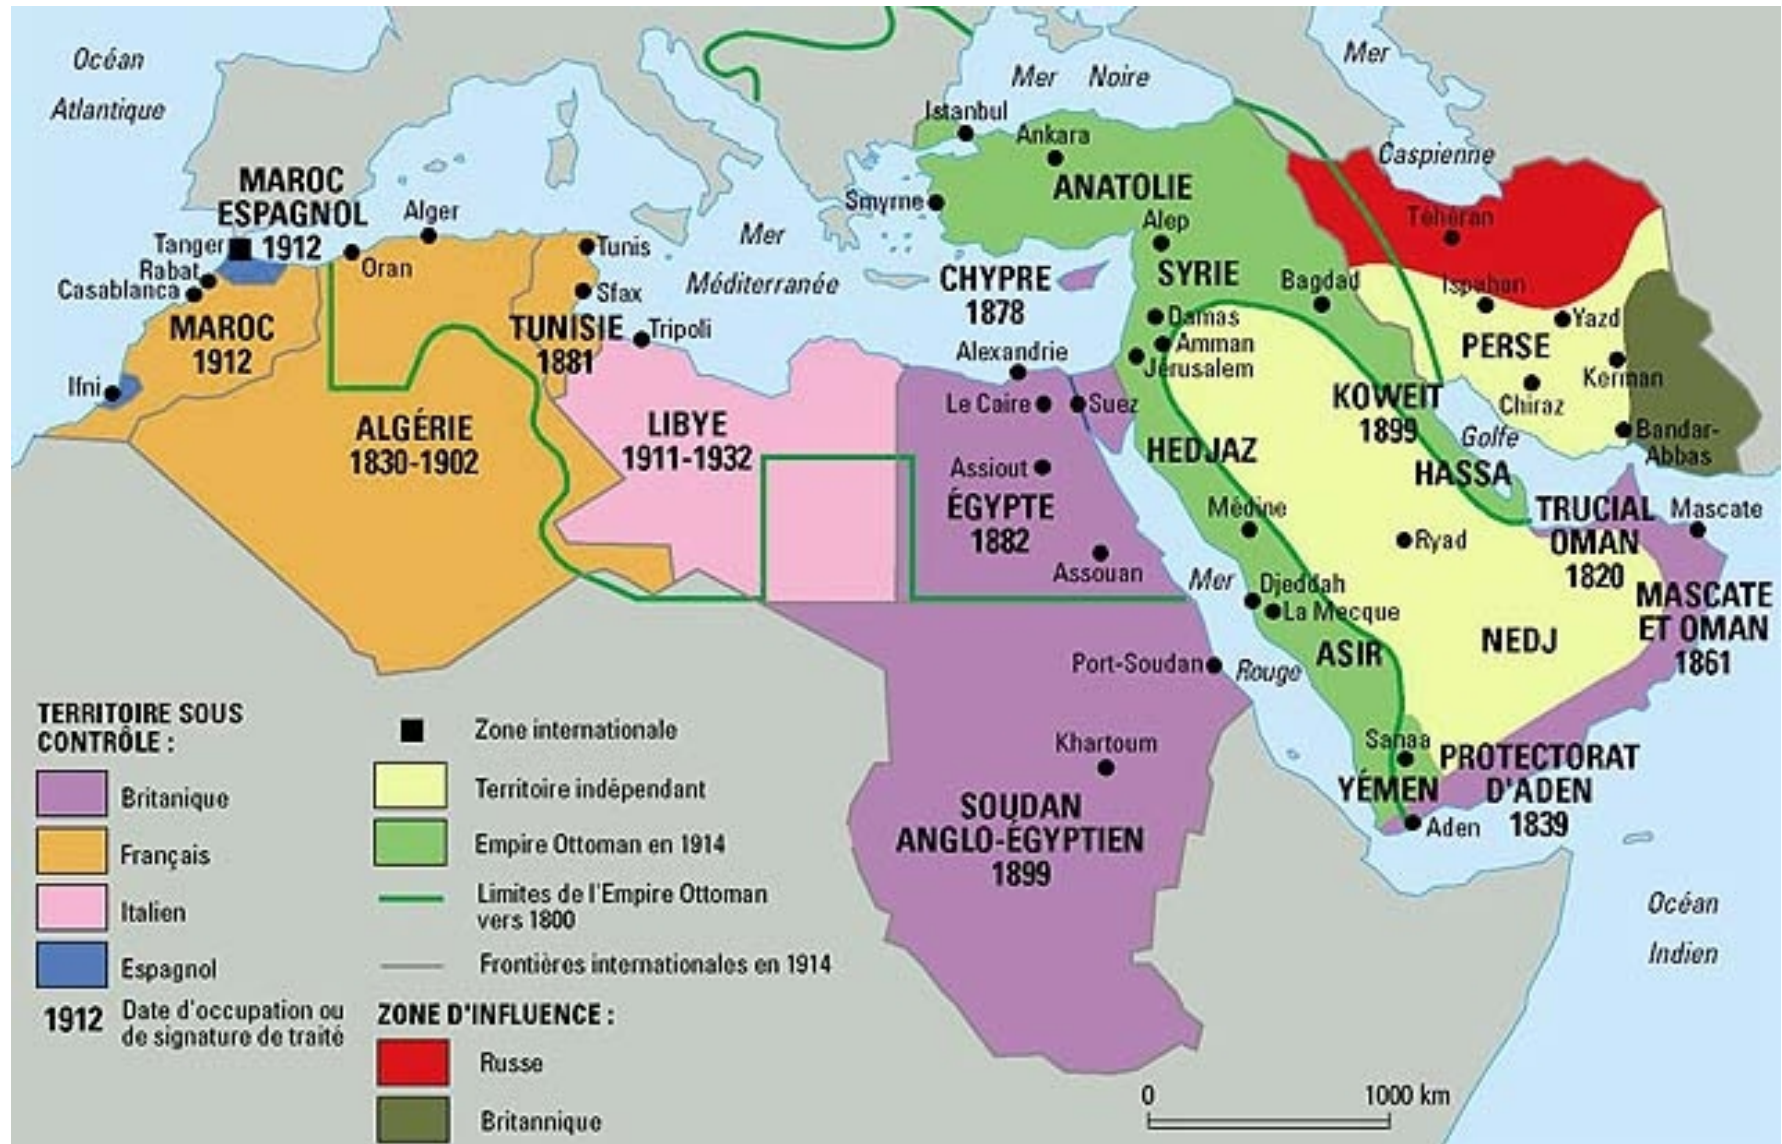 Océan
Atlantique
Mer Noire
Mer
Caspienne
Istanbul
Ankara
ANATOLIE
Smyrne
Alep
SYRIE
Téhéran
MAROC
ESPAGNOL
1912
Tanger
Rabat
Casablanca
Alger
Oran
Tunis
Sfax
Mer
Méditerranée
CHYPRE
1878
Bagdad
Ispahan
Yazd
MAROC
1912
TUNISIE
1881
Tripoli
Damas
Amman
Jérusalem
PERSE
Kerman
Ifni
Alexandrie
Le Caire
Suez
KOWEIT
1899
Chiraz
Golfe
Bandar-
Abbas
ALGÉRIE
1830-1902
LIBYE
1911-1932
Assiout
HEDJAZ
HASSA
ÉGYPTE
1882
Médine
Ryad
TRUCIAL
OMAN
1820
Mascate
Assouan
Mer
Rouge
Djeddah
La Mecque
MASCATE
ET OMAN
1861
ASIR
NEDJ
Port-Soudan
Khartoum
Sanaa
YÉMEN
PROTECTORAT
D'ADEN
1839
Aden
SOUDAN
ANGLO-ÉGYPTIEN
1899
Océan
Indien
TERRITOIRE SOUS
CONTRÔLE :
Britanique
Français
Italien
Espagnol
1912 Date d'occupation ou
de signature de traité
Zone internationale
Territoire indépendant
Empire Ottoman en 1914
Limites de l'Empire Ottoman
vers 1800
Frontières internationales en 1914
ZONE D'INFLUENCE :
Russe
Britannique
0 1000 km